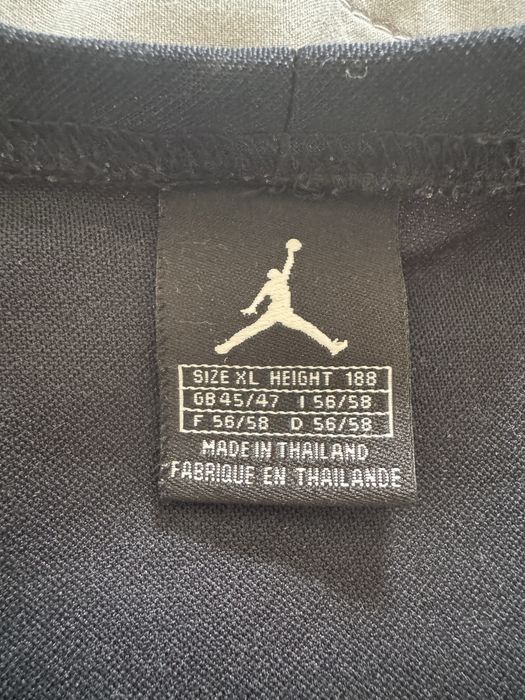 SIZE XL HEIGHT 188
GB 45/47 I 56/58
F 56/58 D 56/58
MADE IN THAILAND
FABRIQUE EN THAILANDE